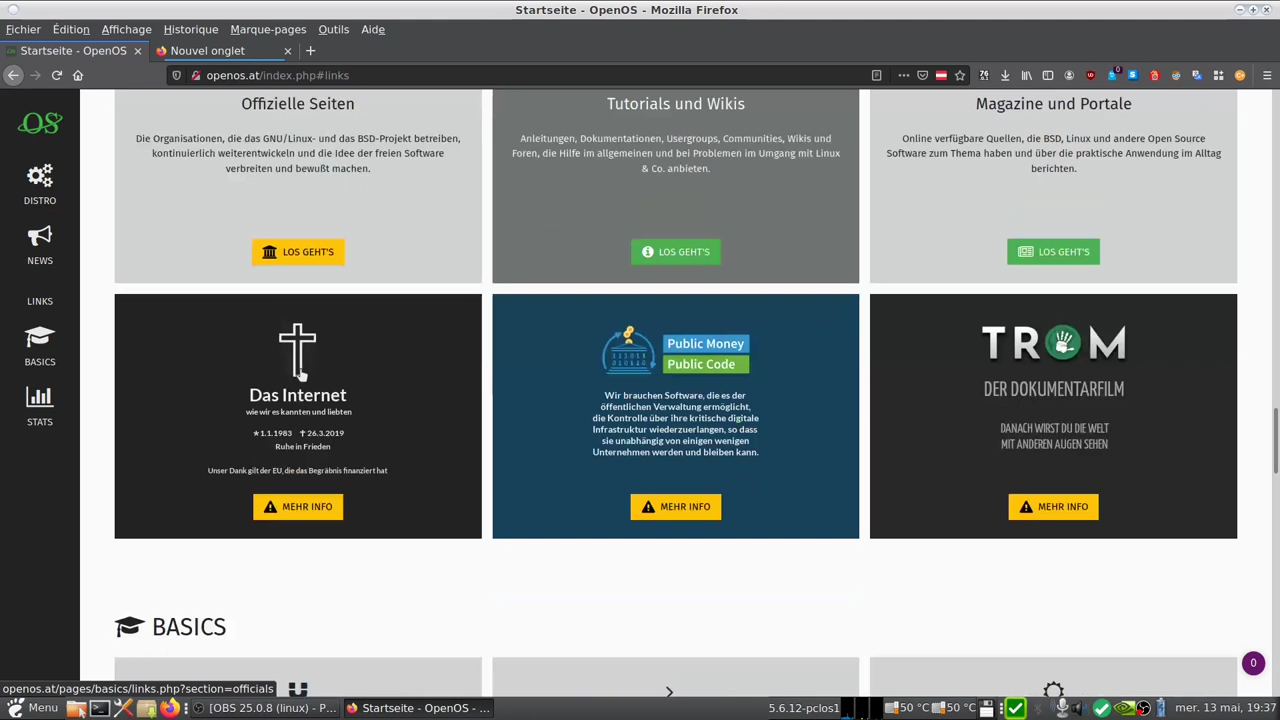 Startseite - OpenOS - Mozilla Firefox
Fichier Édition Affichage Historique Marque-pages Outils Aide
Startseite - OpenOS
Nouvel onglet
openos.at/index.php#links
OS
DISTRO
NEWS
LINKS
BASICS
STATS
Offizielle Seiten
Die Organisationen, die das GNU/Linux- und das BSD-Projekt betreiben,
kontinuierlich weiterentwickeln und die Idee der freien Software
verbreiten und bewußt machen.
LOS GEHT'S
Tutorials und Wikis
Anleitungen, Dokumentationen, Usergroups, Communities, Wikis und
Foren, die Hilfe im allgemeinen und bei Problemen im Umgang mit Linux
& Co. anbieten.
LOS GEHT'S
Magazine und Portale
Online verfügbare Quellen, die BSD, Linux und andere Open Source
Software zum Thema haben und über die praktische Anwendung im Alltag
berichten.
LOS GEHT'S
Das Internet
wie wir es kannten und liebten
★1.1.1983 ✝26.3.2019
Ruhe in Frieden
Unser Dank gilt der EU, die das Begräbnis finanziert hat
MEHR INFO
Public Money
Public Code
Wir brauchen Software, die es der
öffentlichen Verwaltung ermöglicht,
die Kontrolle über ihre kritische digitale
Infrastruktur wiederzuerlangen, so dass
sie unabhängig von einigen wenigen
Unternehmen werden und bleiben kann.
MEHR INFO
TROM
DER DOKUMENTARFILM
DANACH WIRST DU DIE WELT
MIT ANDEREN AUGEN SEHEN
MEHR INFO
BASICS
0
openos.at/pages/basics/links.php?section=officials
Menu
[OBS 25.0.8 (linux) - P...
Startseite - OpenOS - ...
5.6.12-pclos1
50 °C
50 °C
mer. 13 mai, 19:37